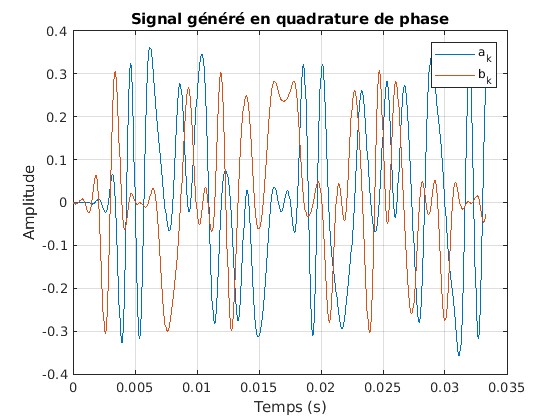 Signal généré en quadrature de phase
0.4
0.3
0.2
0.1
0
-0.1
-0.2
-0.3
-0.4
Amplitude
a_k
b_k
0 0.005 0.01 0.015 0.02 0.025 0.03 0.035
Temps (s)